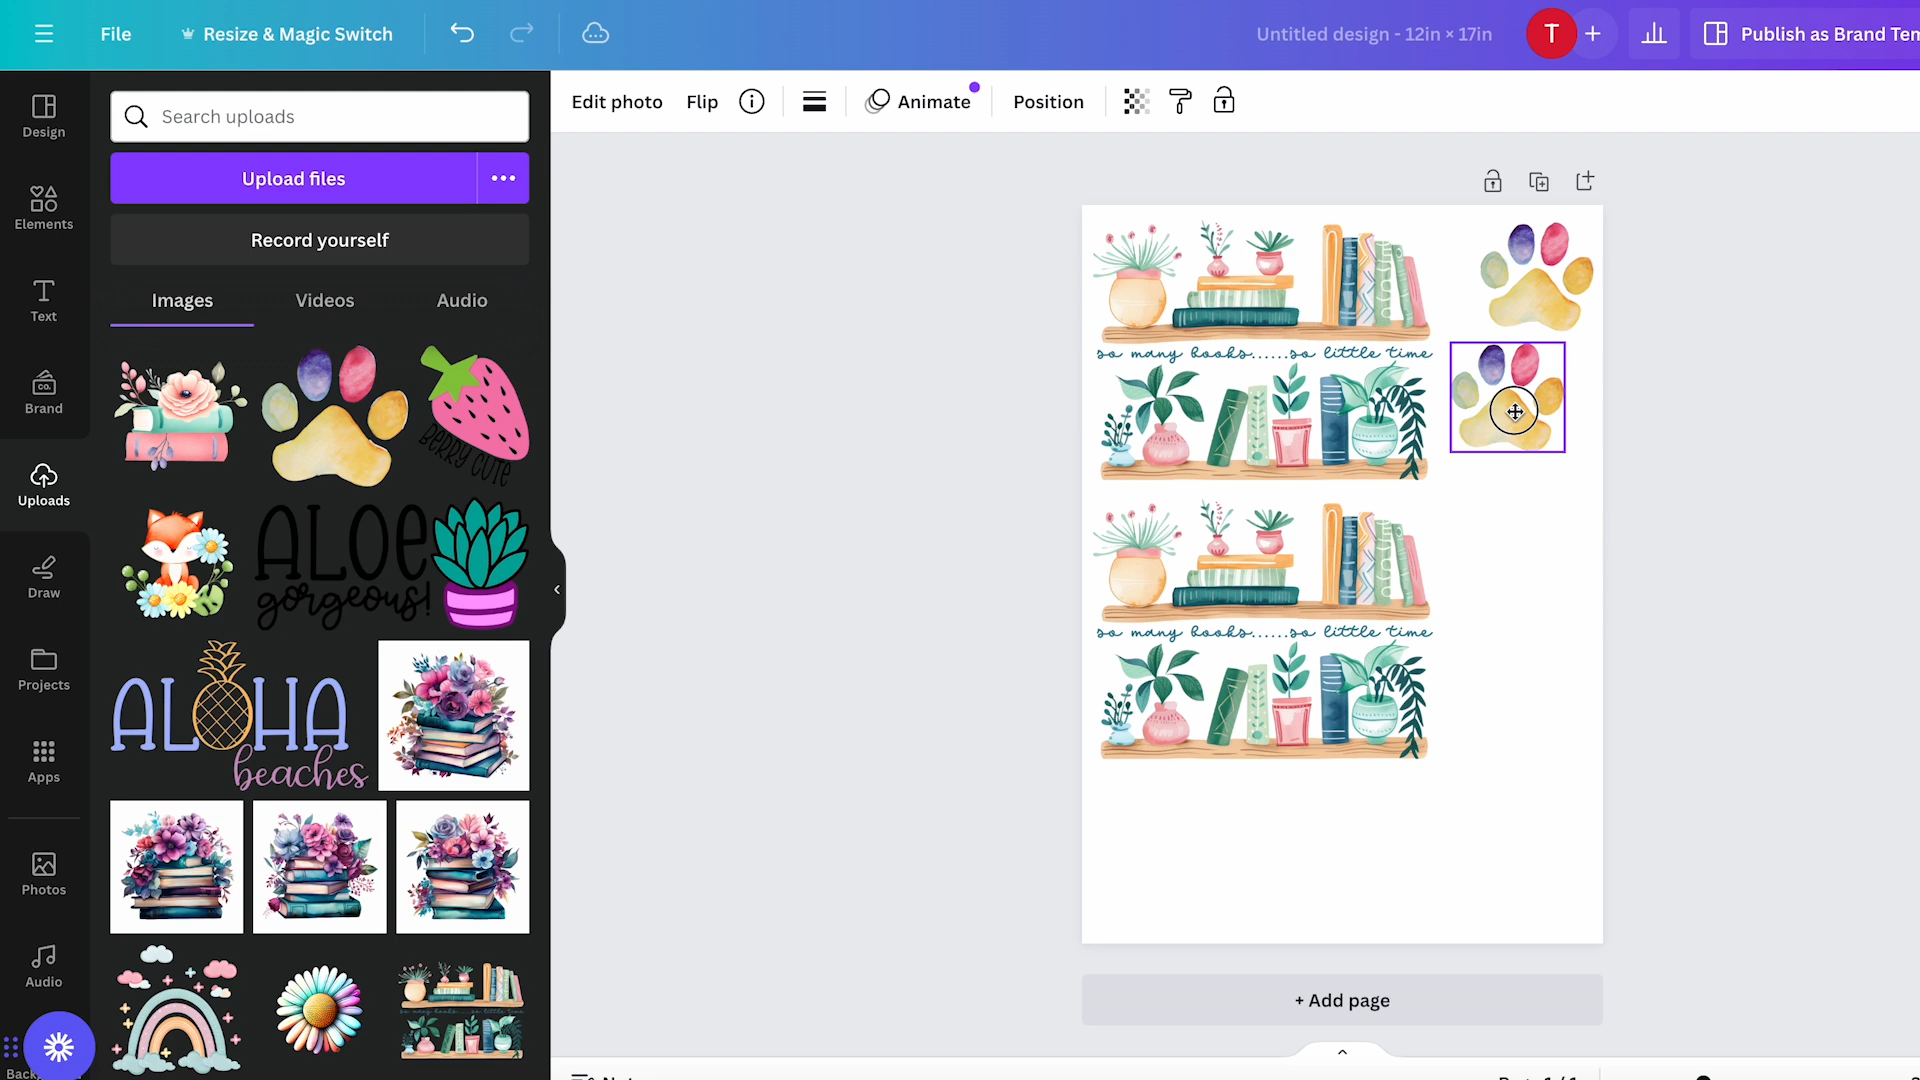 File
Resize & Magic Switch
Untitled design - 12in × 17in
T
Publish as Brand Tem
Design
Elements
Text
Brand
CO.
Uploads
Draw
Projects
Apps
Photos
Audio
Search uploads
Upload files
Record yourself
Images
Videos
Audio
BERRY CUTE
ALOE
gorgeous!
ALOHA
beaches
Edit photo
Flip
Animate
Position
so many books......so little time
so many books......so little time
+ Add page